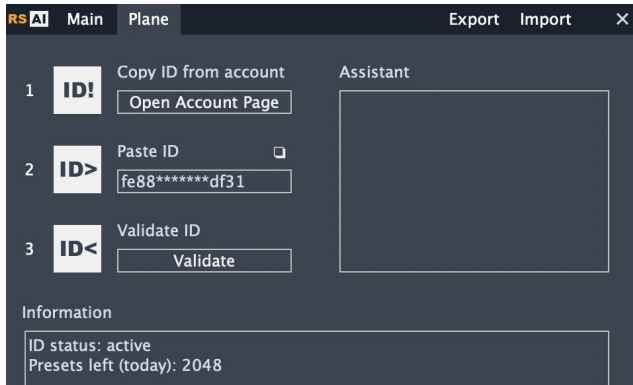 RS AI Main Plane Export Import ×
Copy ID from account
1 ID! Open Account Page
Assistant
Paste ID
2 ID> fe88*******df31
Validate ID
3 ID< Validate
Information
ID status: active
Presets left (today): 2048